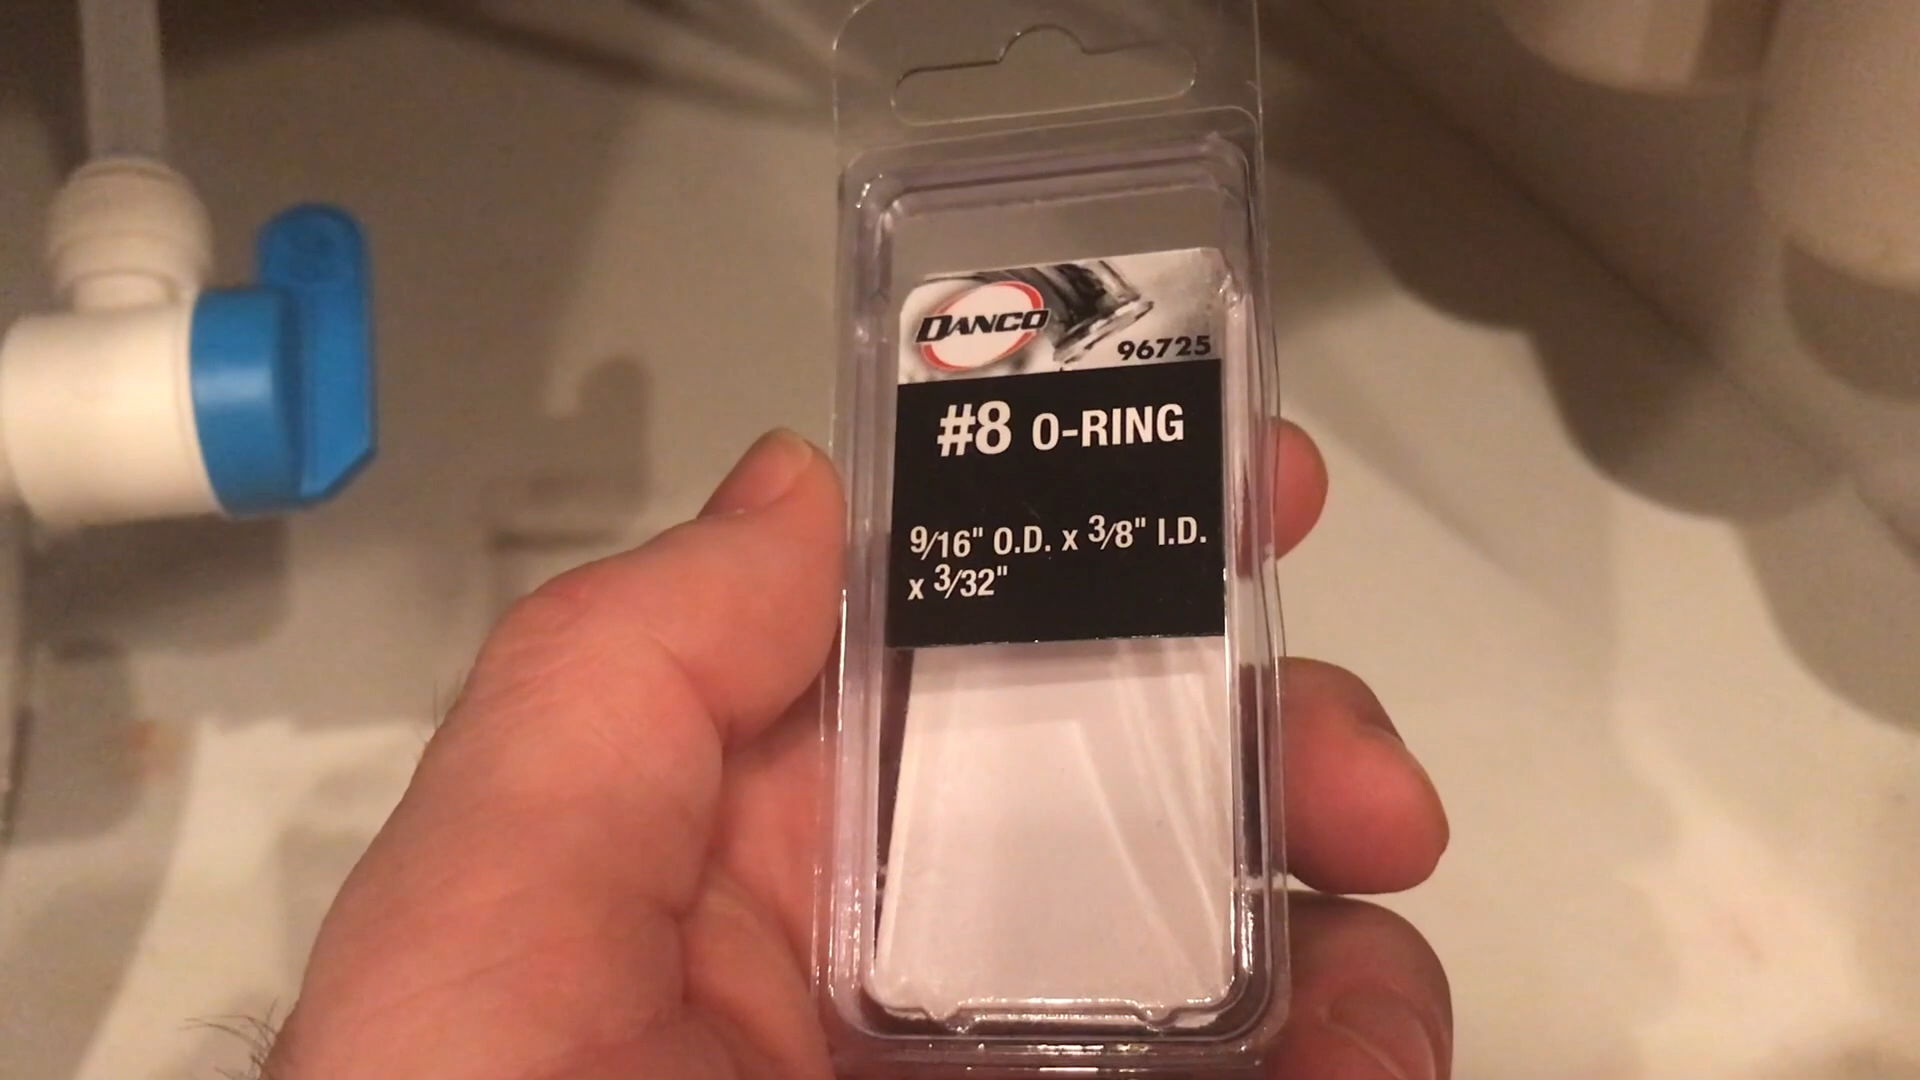 DANCO
96725
#8 O-RING
9/16" O.D. x 3/8" I.D.
x 3/32"